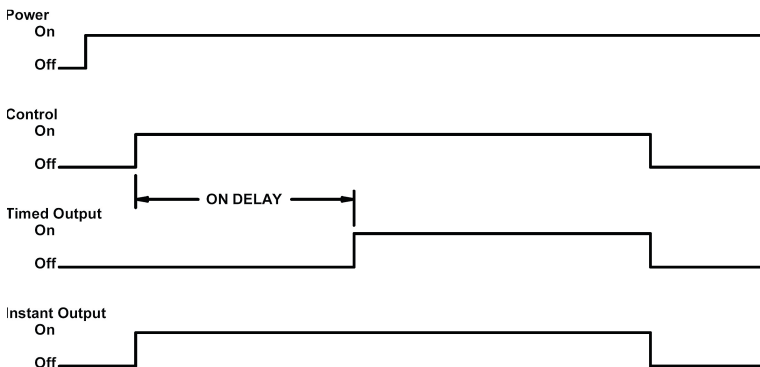 Power
On
Off
Control
On
Off
ON DELAY
Timed Output
On
Off
Instant Output
On
Off